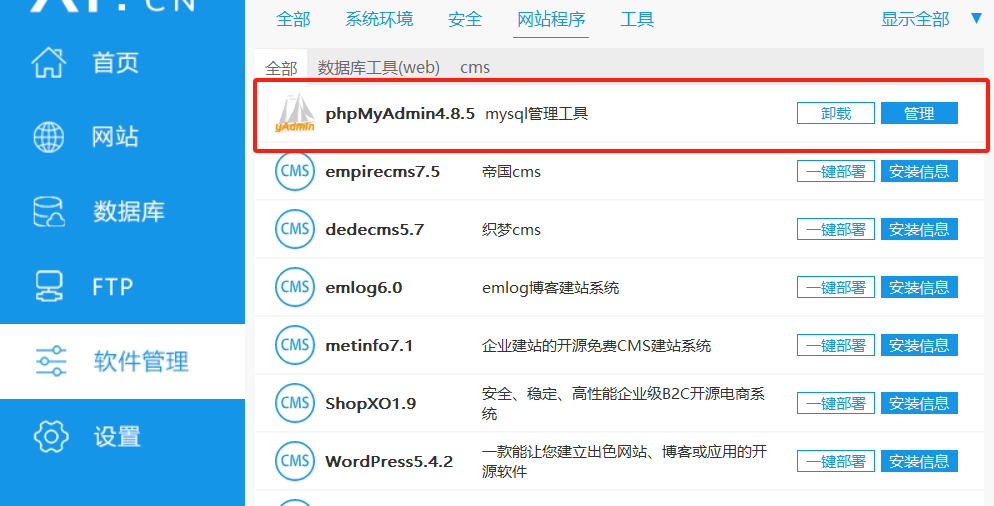 .CN
首页
网站
数据库
FTP
软件管理
设置
全部 系统环境 安全 网站程序 工具 显示全部 ▼
全部 数据库工具(web) cms
yAdmin phpMyAdmin4.8.5 mysql管理工具 卸载 管理
CMS empirecms7.5 帝国cms 一键部署 安装信息
CMS dedecms5.7 织梦cms 一键部署 安装信息
CMS emlog6.0 emlog博客建站系统 一键部署 安装信息
CMS metinfo7.1 企业建站的开源免费CMS建站系统 一键部署 安装信息
CMS ShopXO1.9 安全、稳定、高性能企业级B2C开源电商系
统 一键部署 安装信息
CMS WordPress5.4.2 一款能让您建立出色网站、博客或应用的开
源软件 一键部署 安装信息